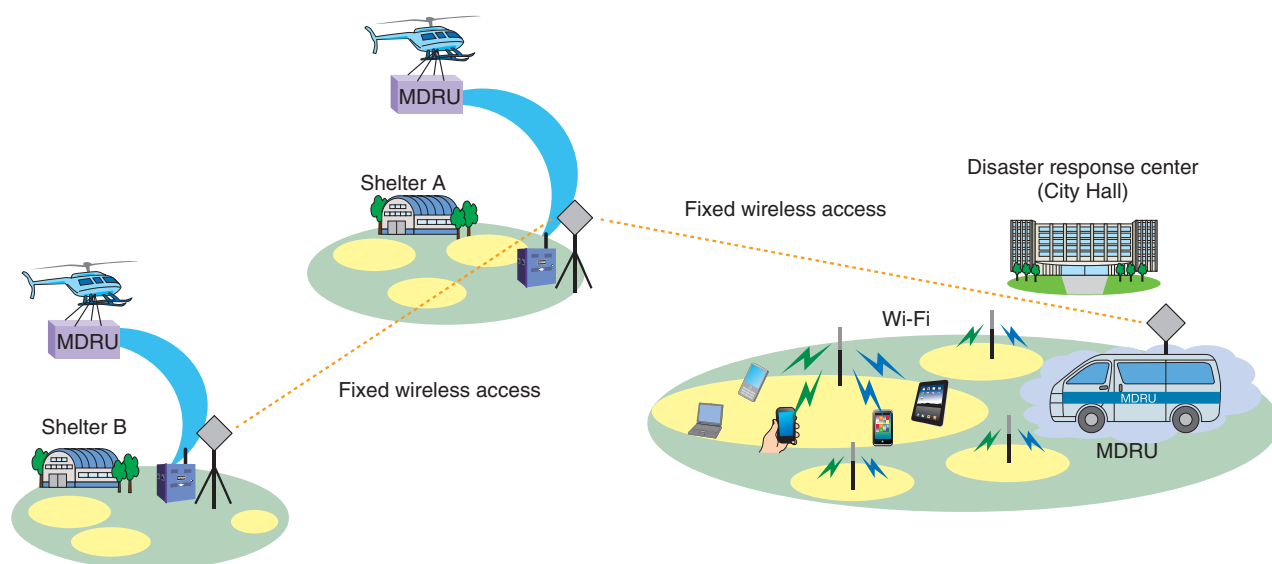 MDRU
Shelter A
Disaster response center
(City Hall)
Fixed wireless access
MDRU
Wi-Fi
Fixed wireless access
MDRU
Shelter B
MDRU